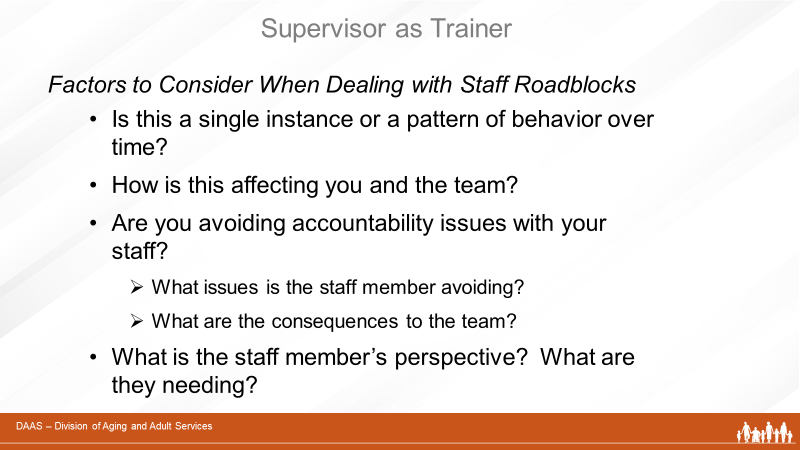 Supervisor as Trainer
Factors to Consider When Dealing with Staff Roadblocks
• Is this a single instance or a pattern of behavior over
time?
• How is this affecting you and the team?
• Are you avoiding accountability issues with your
staff?
➢ What issues is the staff member avoiding?
➢ What are the consequences to the team?
• What is the staff member’s perspective?  What are
they needing?
DAAS – Division of Aging and Adult Services